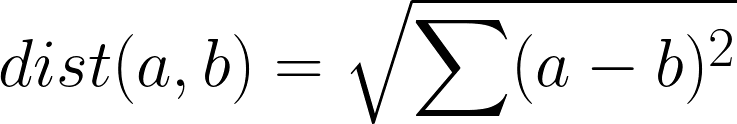 dist(a, b) = √∑(a − b)²